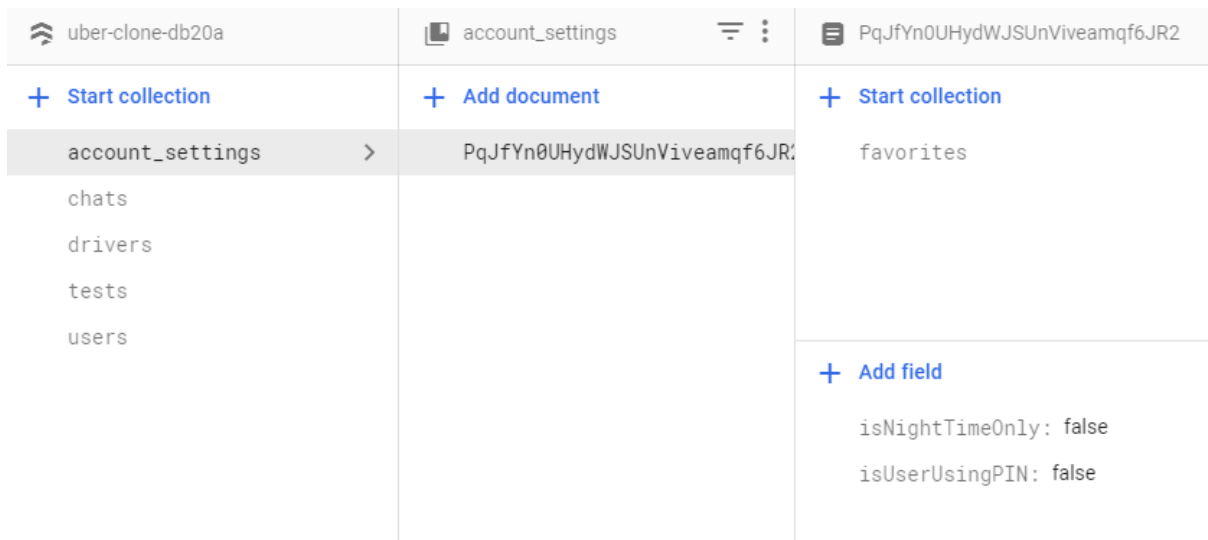 uber-clone-db20a
account_settings
PqJfYn0UHydWJSUnViveamqf6JR2
Start collection
Add document
Start collection
account_settings
chats
drivers
tests
users
PqJfYn0UHydWJSUnViveamqf6JR2
favorites
Add field
isNightTimeOnly: false
isUserUsingPIN: false